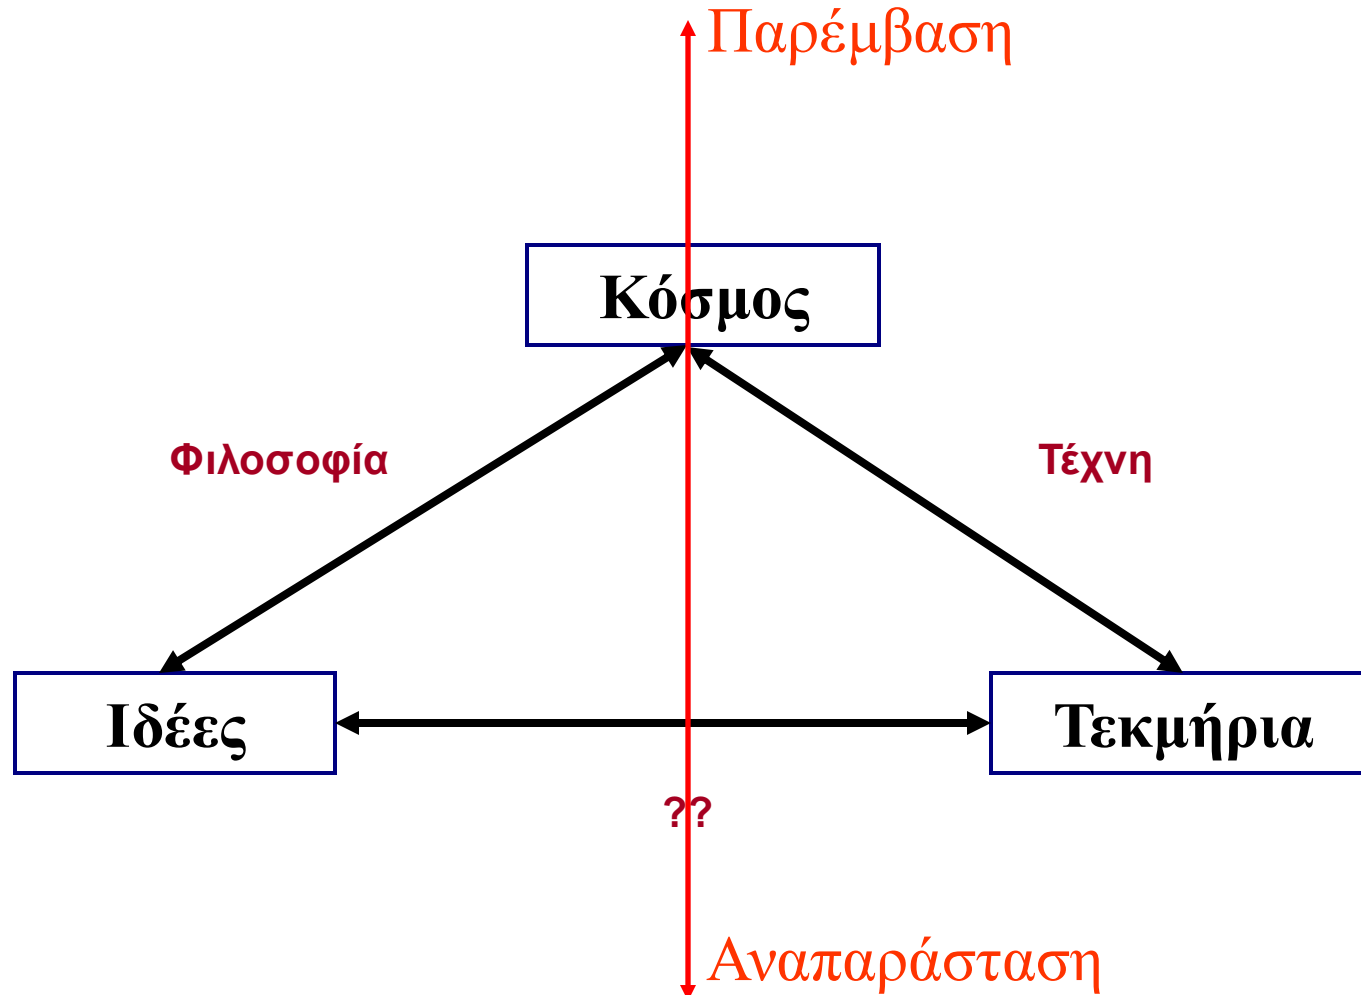 Παρέμβαση
Κόσμος
Φιλοσοφία
Τέχνη
Ιδέες
Τεκμήρια
??
Αναπαράσταση